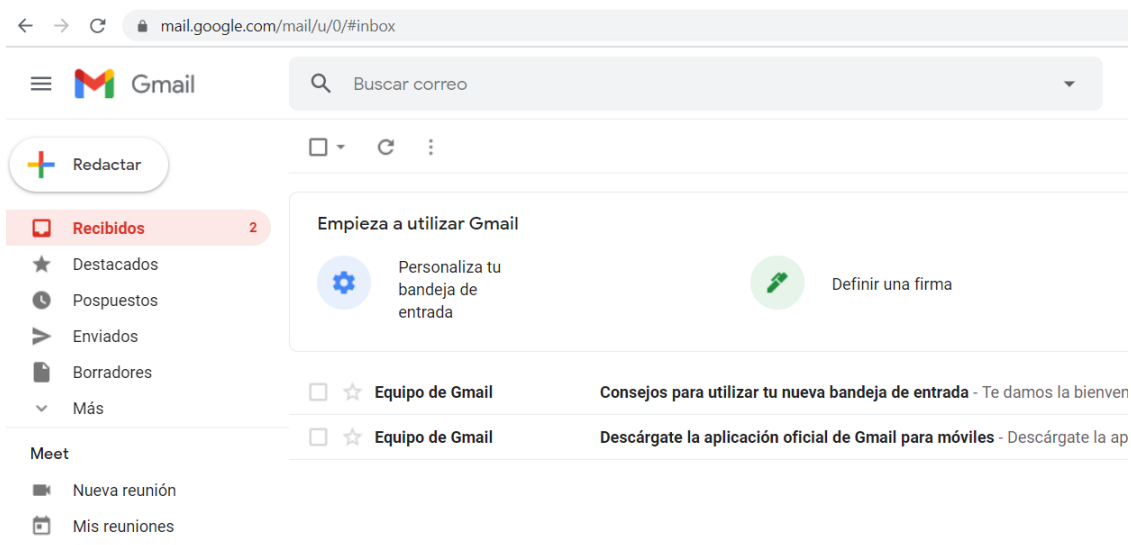 mail.google.com/mail/u/0/#inbox
Gmail
Buscar correo
Redactar
Recibidos 2
Destacados
Pospuestos
Enviados
Borradores
Más
Meet
Nueva reunión
Mis reuniones
Empieza a utilizar Gmail
Personaliza tu
bandeja de
entrada
Definir una firma
Equipo de Gmail Consejos para utilizar tu nueva bandeja de entrada - Te damos la
Equipo de Gmail Descárgate la aplicación oficial de Gmail para móviles - Descárgate la